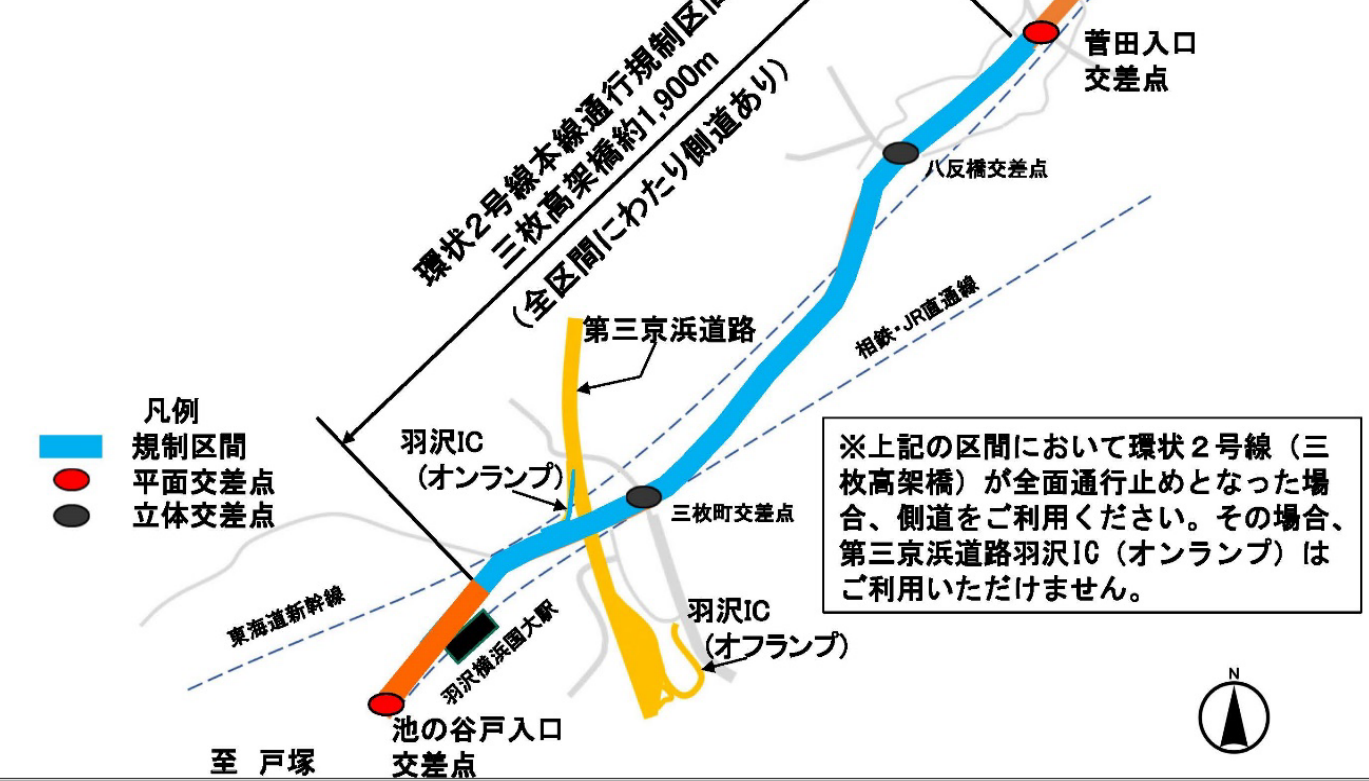 環状２号線本線通行規制区間
三枚高架橋約1,900m
（全区間にわたり側道あり）
菅田入口
交差点
八反橋交差点
相鉄・JR直通線
第三京浜道路
凡例
規制区間
平面交差点
立体交差点
羽沢IC
（オンランプ）
三枚町交差点
※上記の区間において環状２号線（三
枚高架橋）が全面通行止めとなった場
合、側道をご利用ください。その場合、
第三京浜道路羽沢IC（オンランプ）は
ご利用いただけません。
東海道新幹線
羽沢横浜国大駅
羽沢IC
（オフランプ）
池の谷戸入口
交差点
至 戸塚
N